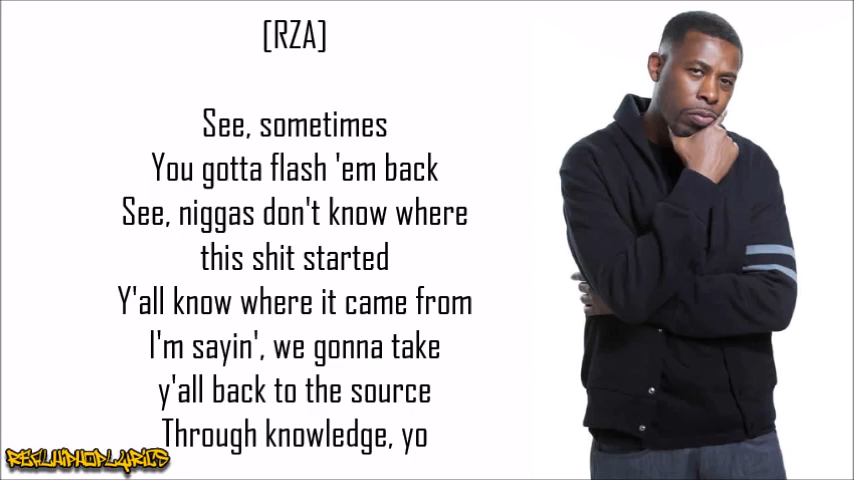 [RZA]
See, sometimes
You gotta flash 'em back
See, niggas don't know where
this shit started
Y'all know where it came from
I'm sayin', we gonna take
y'all back to the source
Through knowledge, yo
REALHIPHOPLYRICS